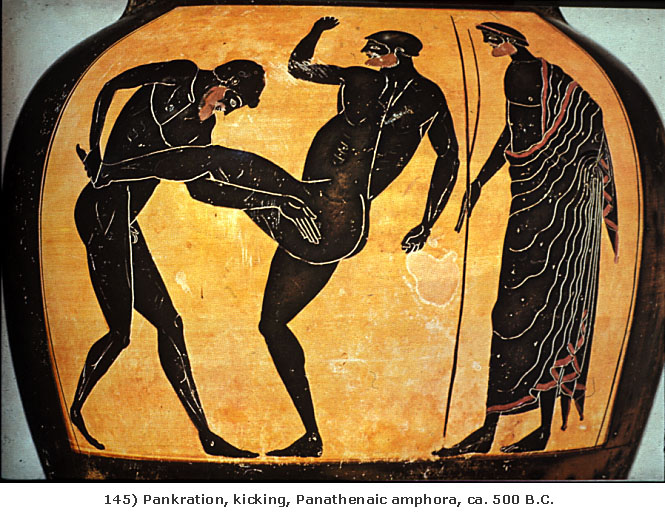 145) Pankration, kicking, Panathenaic amphora, ca. 500 B.C.